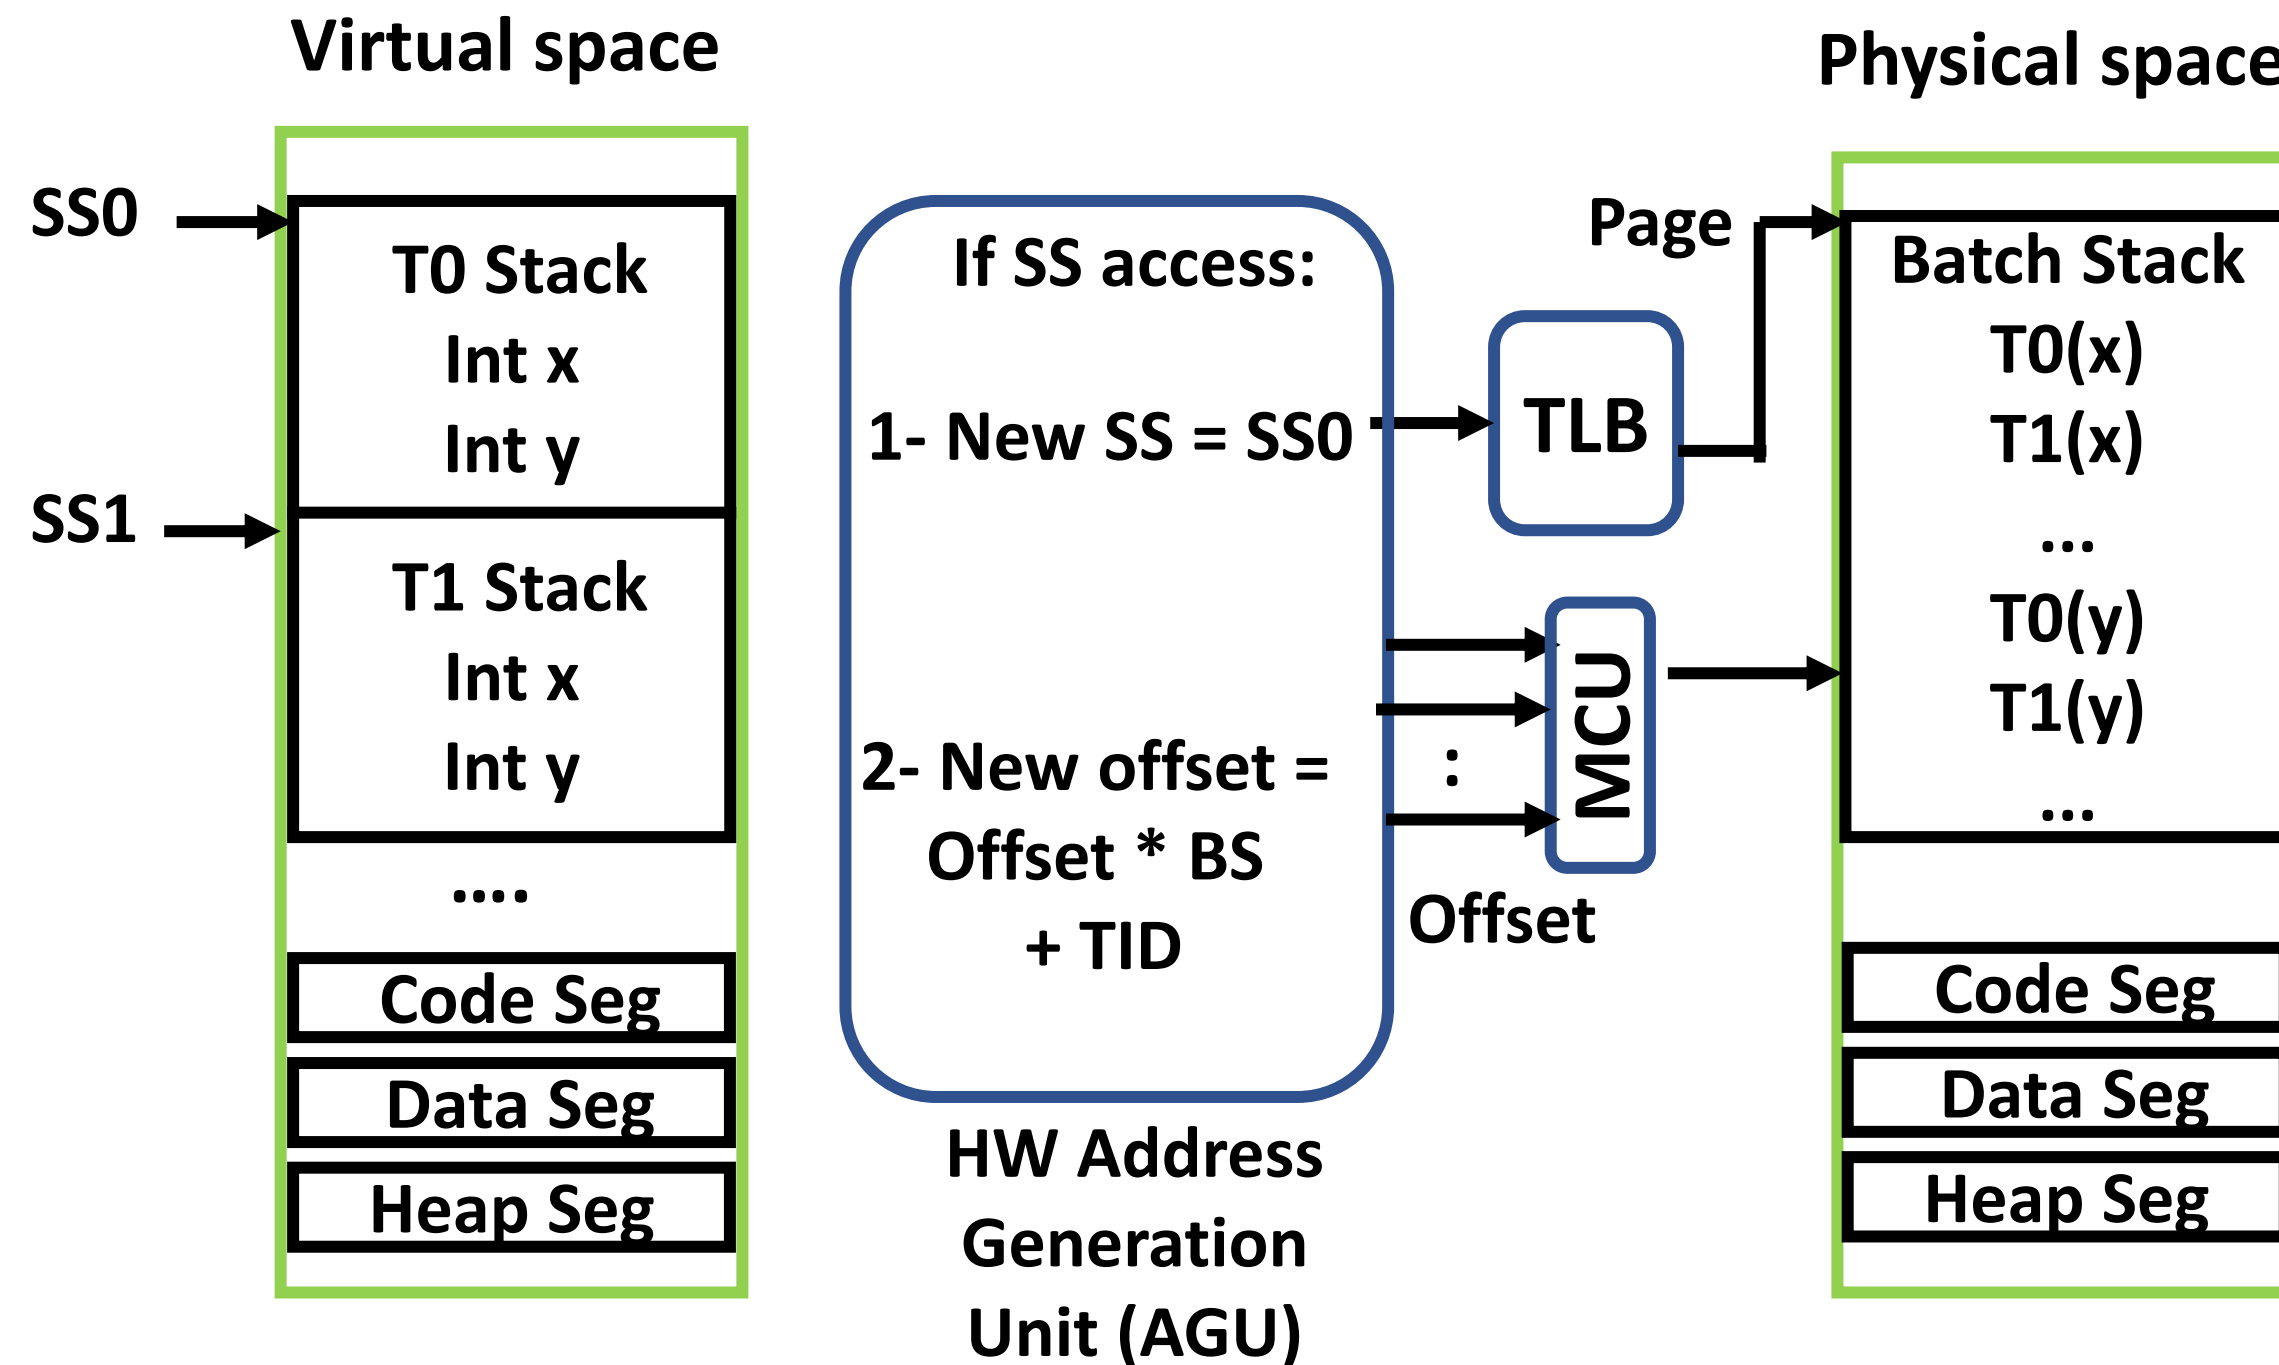 Virtual space
SS0
T0 Stack
Int x
Int y
SS1
T1 Stack
Int x
Int y
....
Code Seg
Data Seg
Heap Seg
If SS access:
1- New SS = SS0
2- New offset =
Offset * BS
+ TID
HW Address
Generation
Unit (AGU)
TLB
Page
MCU
:
Offset
Physical space
Batch Stack
T0(x)
T1(x)
...
T0(y)
T1(y)
...
Code Seg
Data Seg
Heap Seg